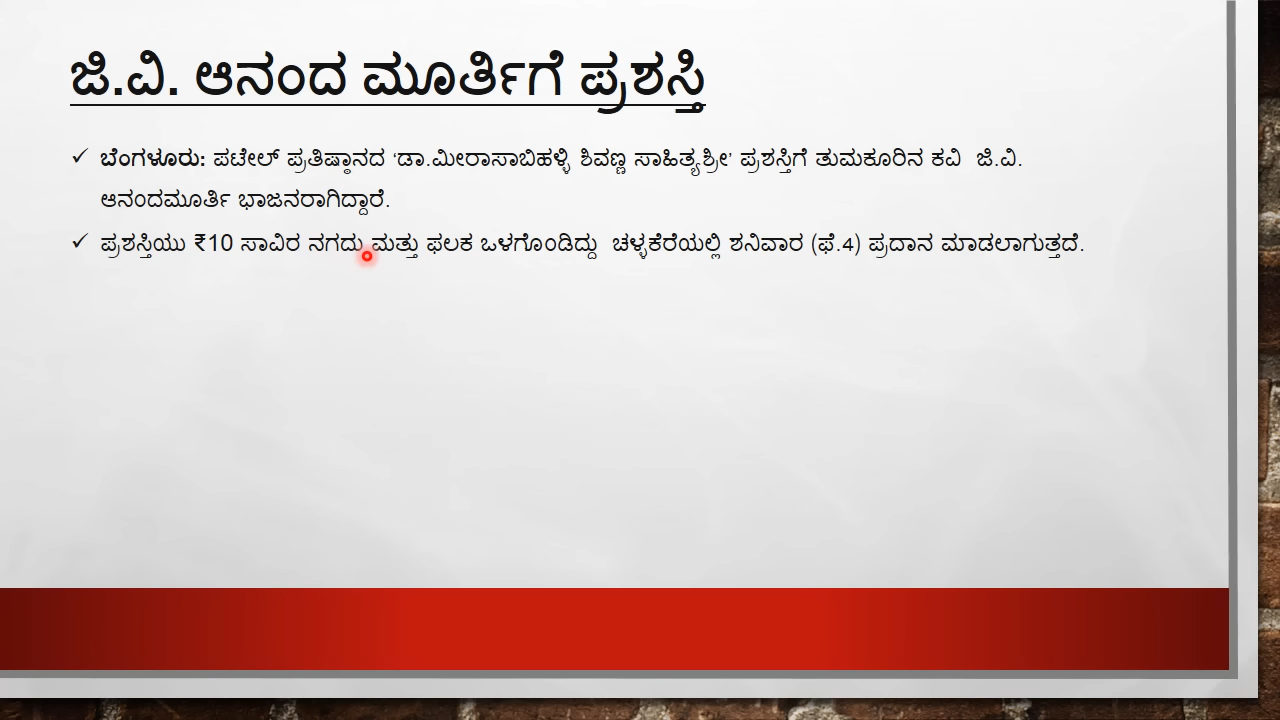 ಜಿ.ವಿ. ಆನಂದ ಮೂರ್ತಿಗೆ ಪ್ರಶಸ್ತಿ
✓ ಬೆಂಗಳೂರು: ಪಟೇಲ್ ಪ್ರತಿಷ್ಠಾನದ ‘ಡಾ.ಮೀರಾಸಾಬಿಹಳ್ಳಿ ಶಿವಣ್ಣ ಸಾಹಿತ್ಯಶ್ರೀ’ ಪ್ರಶಸ್ತಿಗೆ ತುಮಕೂರಿನ ಕವಿ ಜಿ.ವಿ.
ಆನಂದಮೂರ್ತಿ ಭಾಜನರಾಗಿದ್ದಾರೆ.
✓ ಪ್ರಶಸ್ತಿಯು ₹10 ಸಾವಿರ ನಗದು ಮತ್ತು ಫಲಕ ಒಳಗೊಂಡಿದ್ದು ಚಳ್ಳಕೆರೆಯಲ್ಲಿ ಶನಿವಾರ (ಫೆ.4) ಪ್ರದಾನ ಮಾಡಲಾಗುತ್ತದೆ.